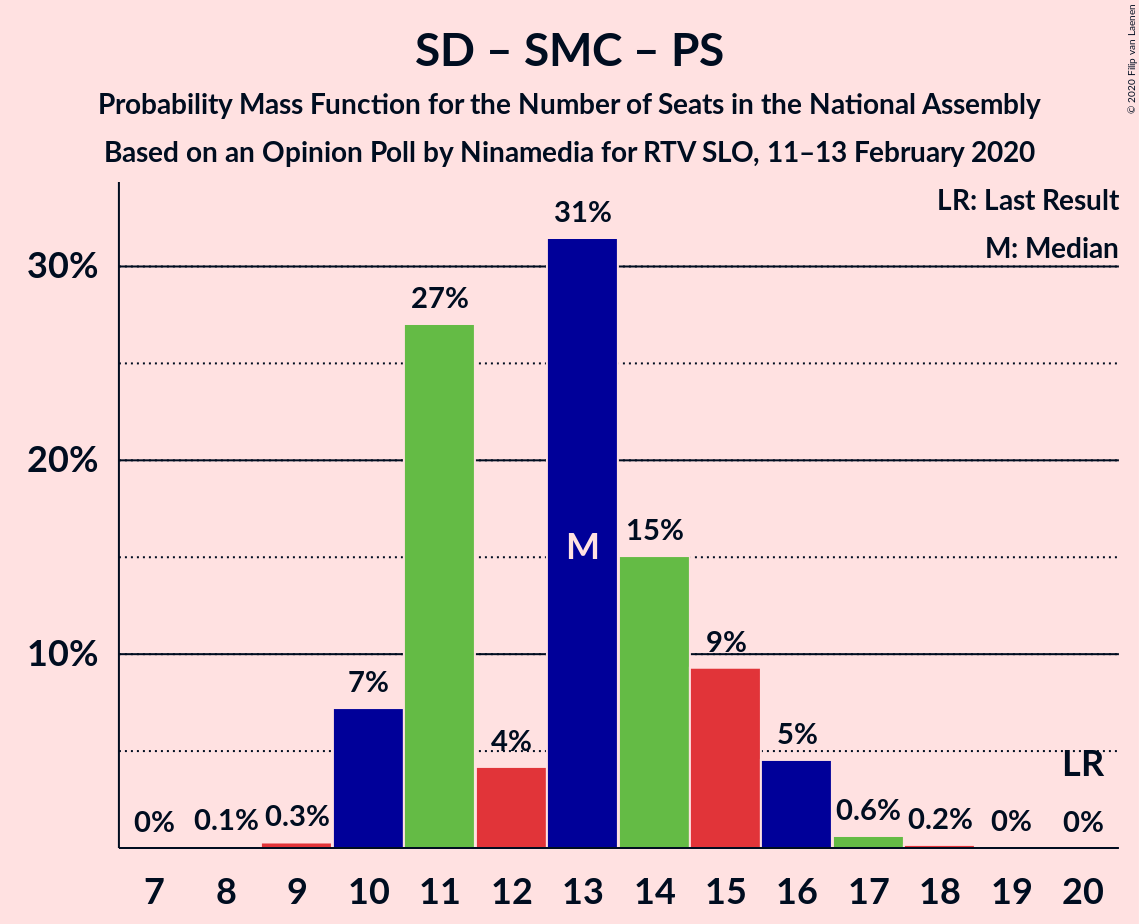 SD – SMC – PS
Probability Mass Function for the Number of Seats in the National Assembly
Based on an Opinion Poll by Ninamedia for RTV SLO, 11–13 February 2020
© 2020 Filip van Laenen
LR: Last Result
M: Median
30%
20%
10%
0%
0.1%
0.3%
7%
27%
4%
31%
M
15%
9%
5%
0.6%
0.2%
0%
LR
0%
7 8 9 10 11 12 13 14 15 16 17 18 19 20